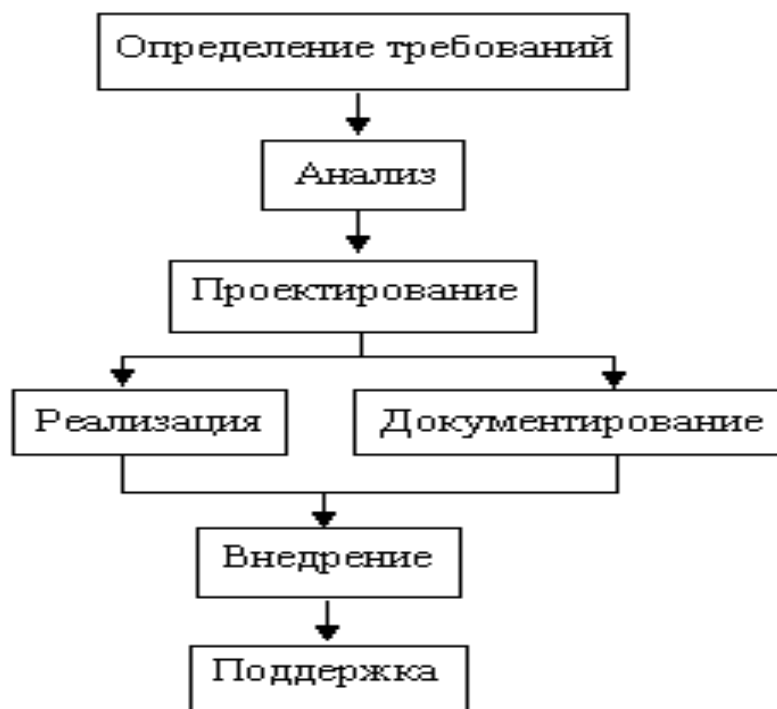 Определение требований
Анализ
Проектирование
Реализация
Документирование
Внедрение
Поддержка